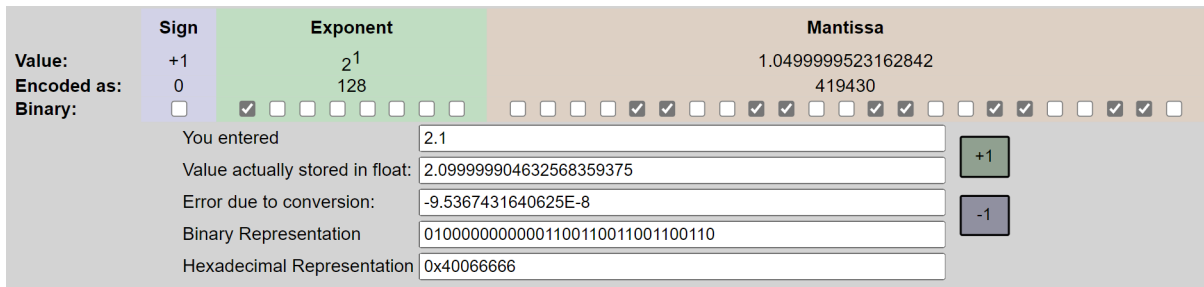 Sign Exponent Mantissa
Value: +1 2^1 1.0499999523162842
Encoded as: 0 128 419430
Binary:
You entered 2.1
Value actually stored in float: 2.099999904632568359375
Error due to conversion: -9.5367431640625E-8
Binary Representation 01000000000001100110011001100110
Hexadecimal Representation 0x40066666
+1
-1